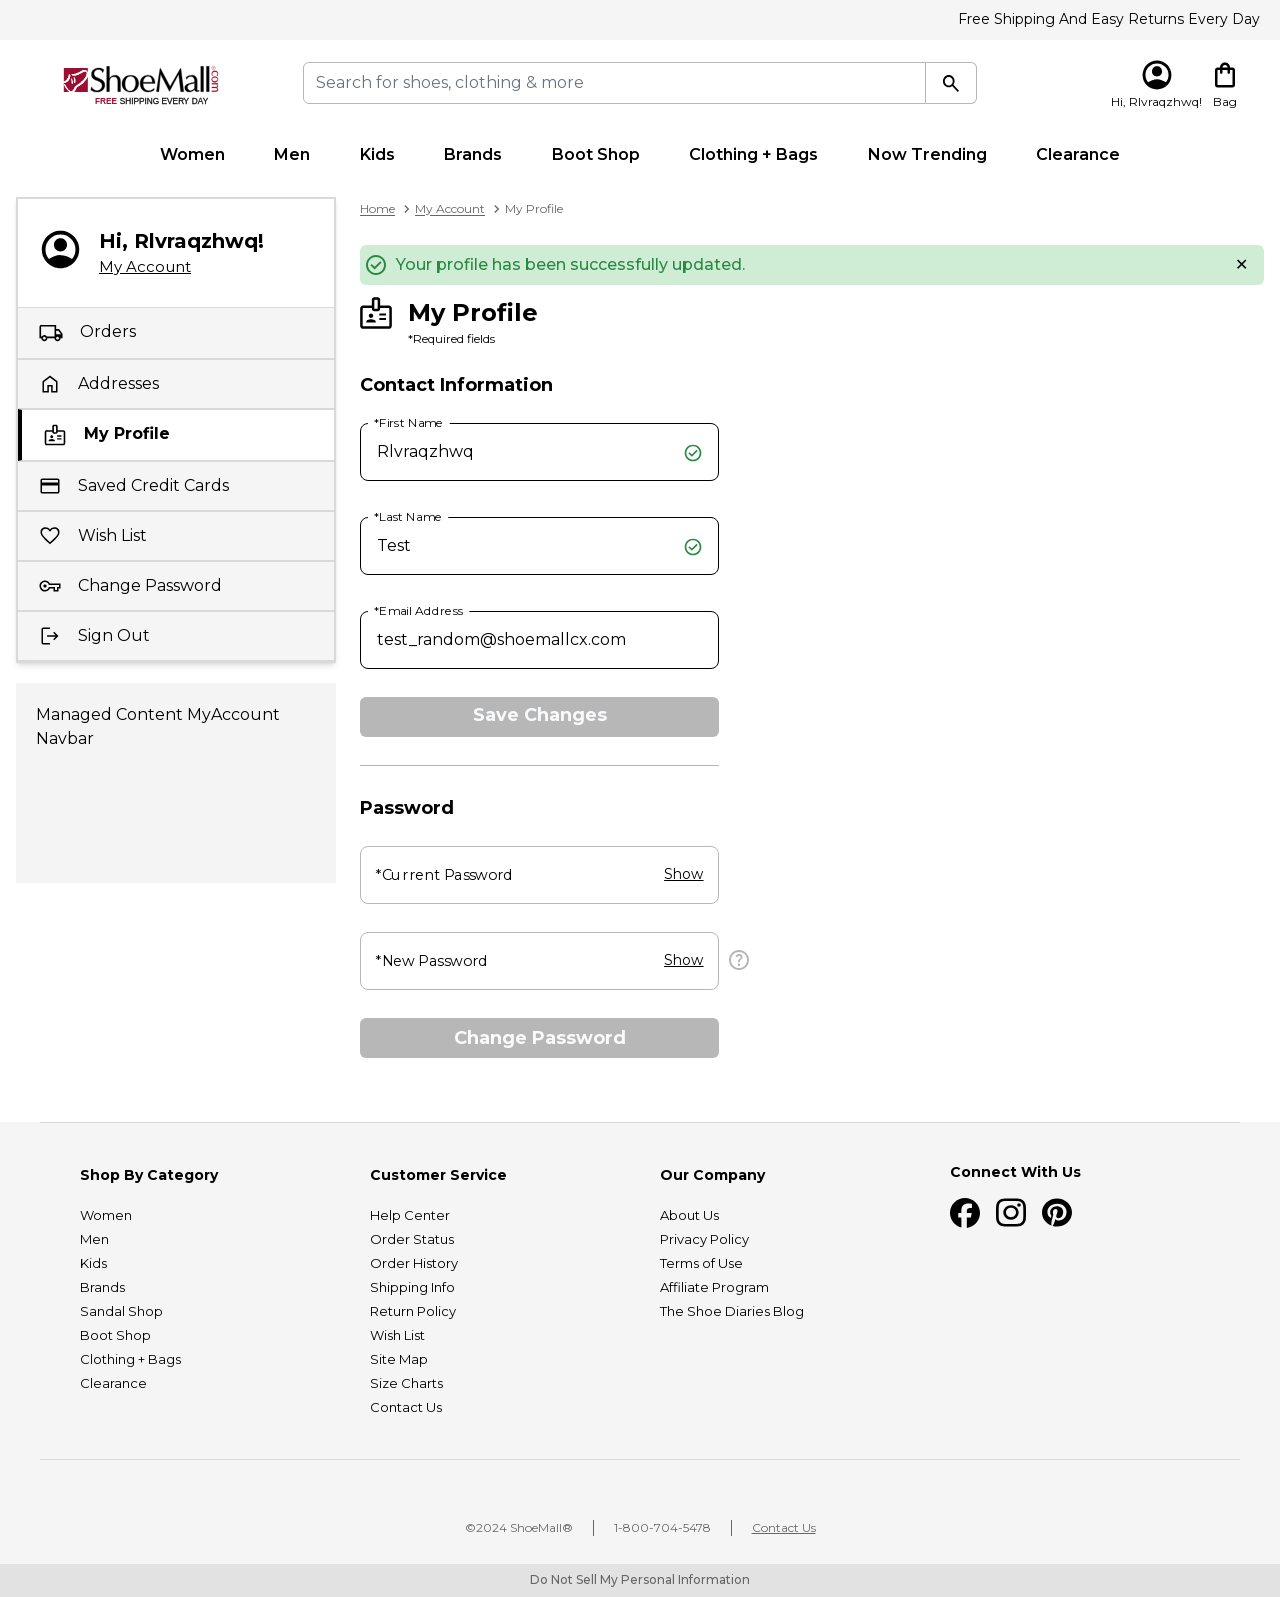 Free Shipping And Easy Returns Every Day
ShoeMall.com
FREE SHIPPING EVERY DAY
Search for shoes, clothing & more
Hi, Rlvraqzhwq!
Bag
Women
Men
Kids
Brands
Boot Shop
Clothing + Bags
Now Trending
Clearance
Hi, Rlvraqzhwq!
My Account
Orders
Addresses
My Profile
Saved Credit Cards
Wish List
Change Password
Sign Out
Managed Content MyAccount
Navbar
Home > My Account > My Profile
Your profile has been successfully updated.
My Profile
*Required fields
Contact Information
*First Name
Rlvraqzhwq
*Last Name
Test
*Email Address
test_random@shoemallcx.com
Save Changes
Password
*Current Password
Show
*New Password
Show
Change Password
Shop By Category
Women
Men
Kids
Brands
Sandal Shop
Boot Shop
Clothing + Bags
Clearance
Customer Service
Help Center
Order Status
Order History
Shipping Info
Return Policy
Wish List
Site Map
Size Charts
Contact Us
Our Company
About Us
Privacy Policy
Terms of Use
Affiliate Program
The Shoe Diaries Blog
Connect With Us
©2024 ShoeMall®
1-800-704-5478
Contact Us
Do Not Sell My Personal Information